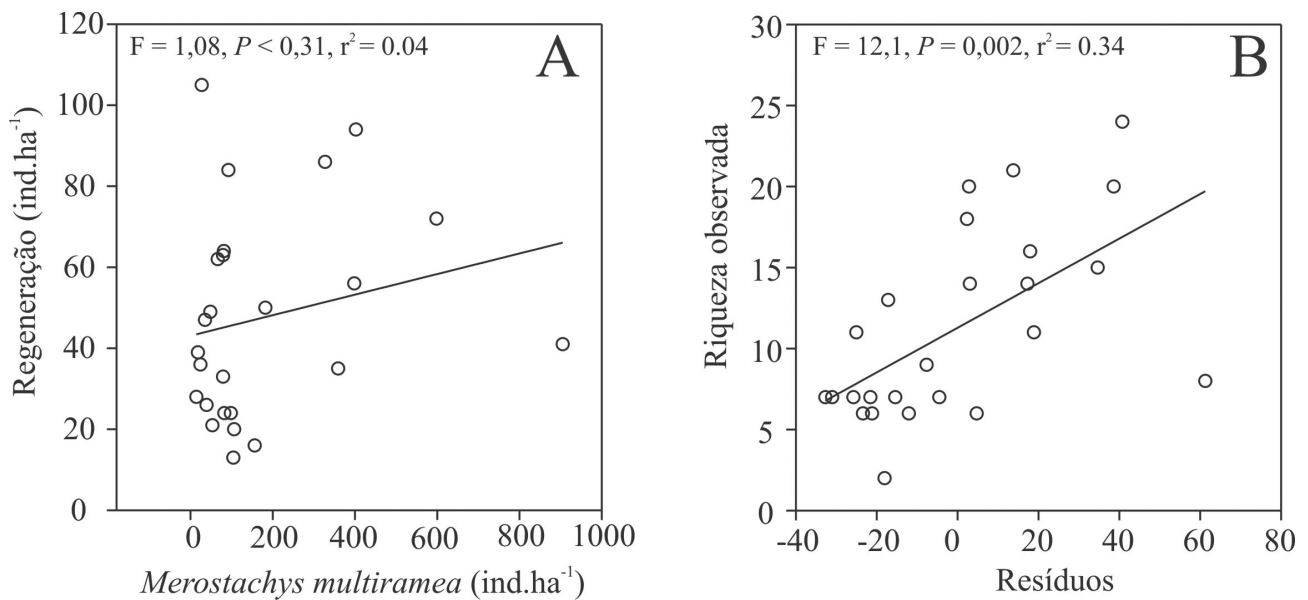 F = 1,08, P < 0,31, r² = 0.04
A
120
100
80
60
40
20
0
Regeneração (ind.ha⁻¹)
0 200 400 600 800 1000
Merostachys multiramea (ind.ha⁻¹)
F = 12,1, P = 0,002, r² = 0.34
B
30
25
20
15
10
5
0
Riqueza observada
-40 -20 0 20 40 60 80
Resíduos